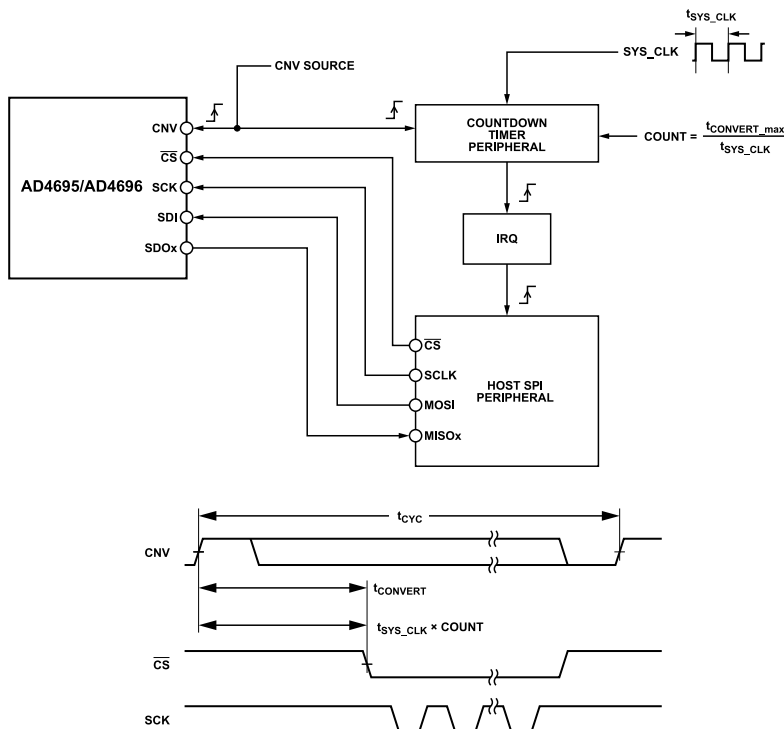 tSYS_CLK
SYS_CLK
CNV SOURCE
AD4695/AD4696
CNV
CS
SCK
SDI
SDOx
COUNTDOWN
TIMER
PERIPHERAL
COUNT = tCONVERT_max
tSYS_CLK
IRQ
CS
SCLK
MOSI
MISOx
HOST SPI
PERIPHERAL
tCYC
CNV
tCONVERT
tSYS_CLK × COUNT
CS
SCK